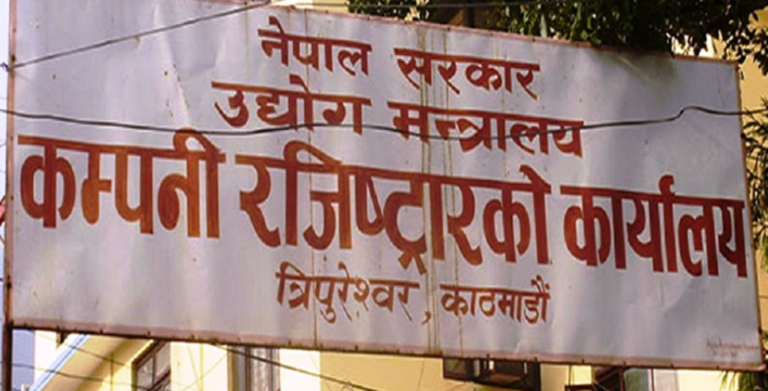 नेपाल सरकार
उद्योग मन्त्रालय
कम्पनी रजिष्ट्रारको कार्यालय
त्रिपुरेश्वर, काठमाडौं